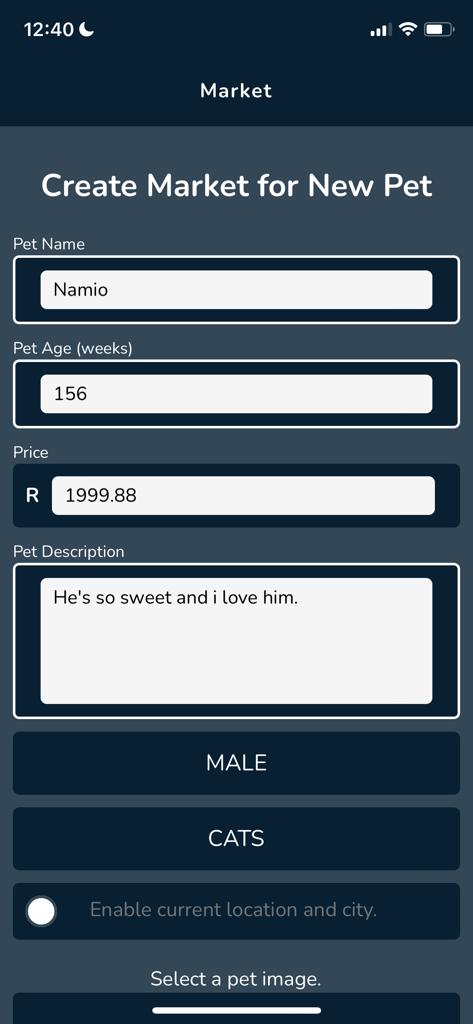 12:40
Market
Create Market for New Pet
Pet Name
Namio
Pet Age (weeks)
156
Price
R 1999.88
Pet Description
He's so sweet and i love him.
MALE
CATS
Enable current location and city.
Select a pet image.